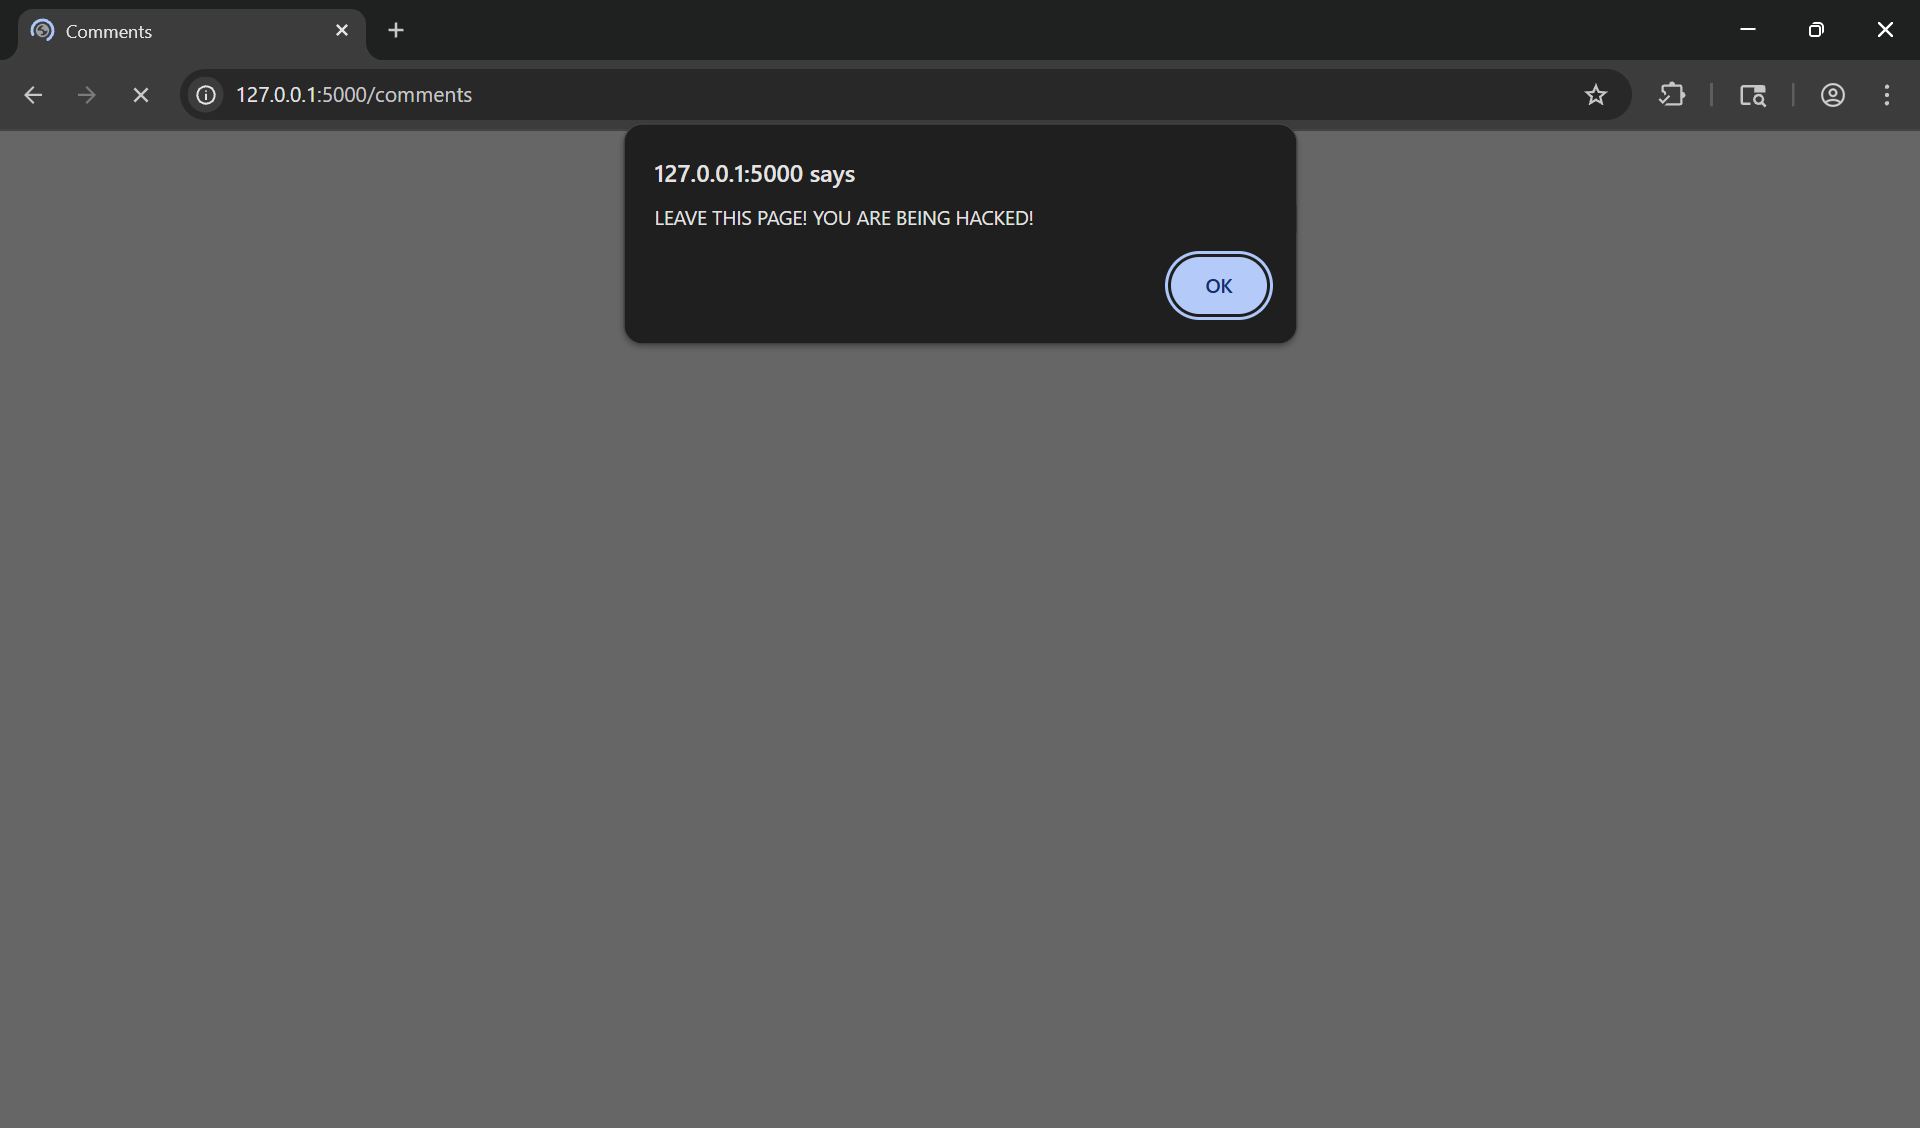 Comments
127.0.0.1:5000/comments
127.0.0.1:5000 says
LEAVE THIS PAGE! YOU ARE BEING HACKED!
OK